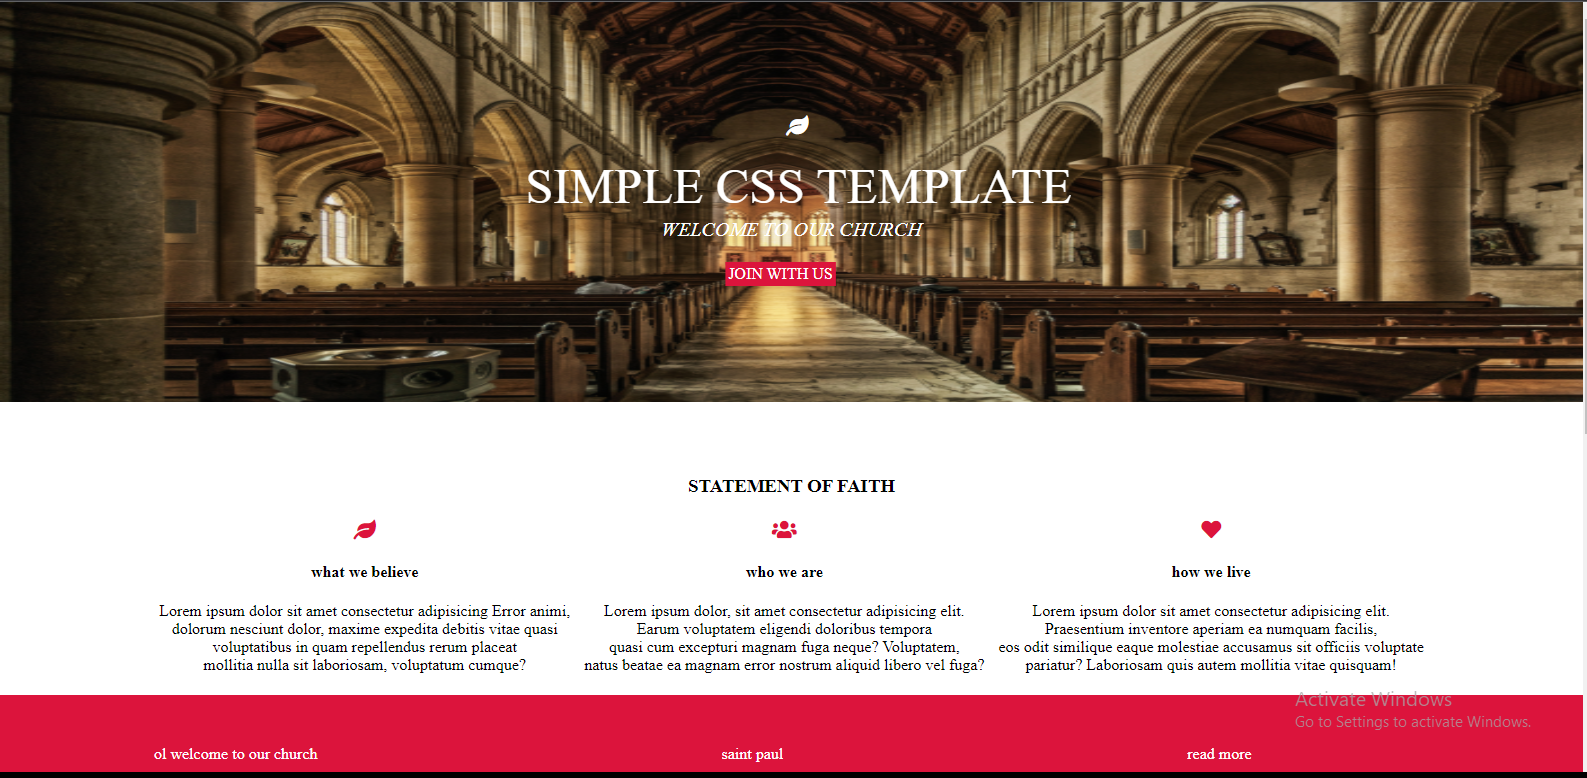 SIMPLE CSS TEMPLATE
WELCOME TO OUR CHURCH
JOIN WITH US
STATEMENT OF FAITH
what we believe
Lorem ipsum dolor sit amet consectetur adipisicing Error animi,
dolorum nesciunt dolor, maxime expedita debitis vitae quasi
voluptatibus in quam repellendus rerum placeat
mollitia nulla sit laboriosam, voluptatum cumque?
who we are
Lorem ipsum dolor, sit amet consectetur adipisicing elit.
Earum voluptatem eligendi doloribus tempora
quasi cum excepturi magnam fuga neque? Voluptatem,
natus beatae ea magnam error nostrum aliquid libero vel fuga?
how we live
Lorem ipsum dolor sit amet consectetur adipisicing elit.
Praesentium inventore aperiam ea numquam facilis,
eos odit similique eaque molestiae accusamus sit officiis voluptate
pariatur? Laboriosam quis autem mollitia vitae quisquam!
Activate Windows
Go to Settings to activate Windows.
ol welcome to our church
saint paul
read more